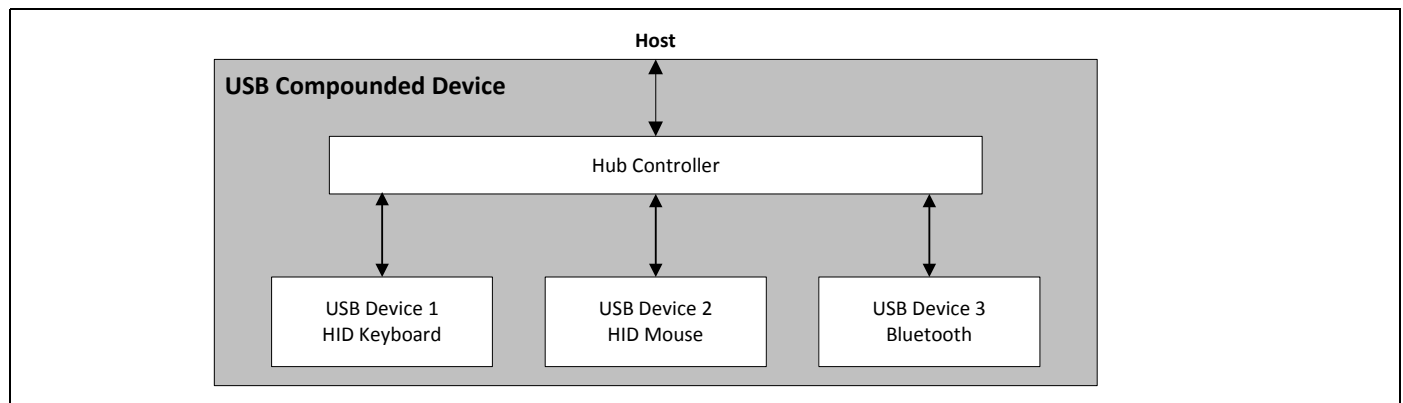 Host
USB Compounded Device
Hub Controller
USB Device 1
HID Keyboard
USB Device 2
HID Mouse
USB Device 3
Bluetooth